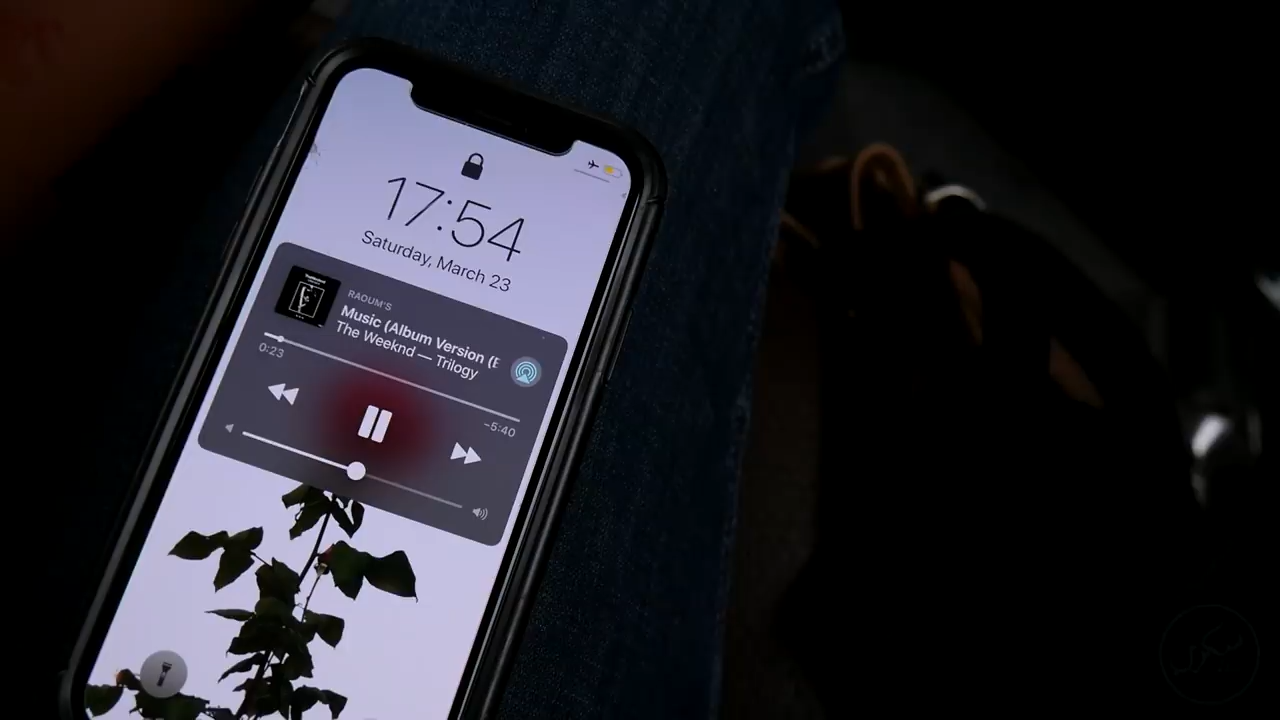 17:54
Saturday, March 23
RAOUM'S
Music (Album Version (E
The Weeknd — Trilogy
0:23
-5:40